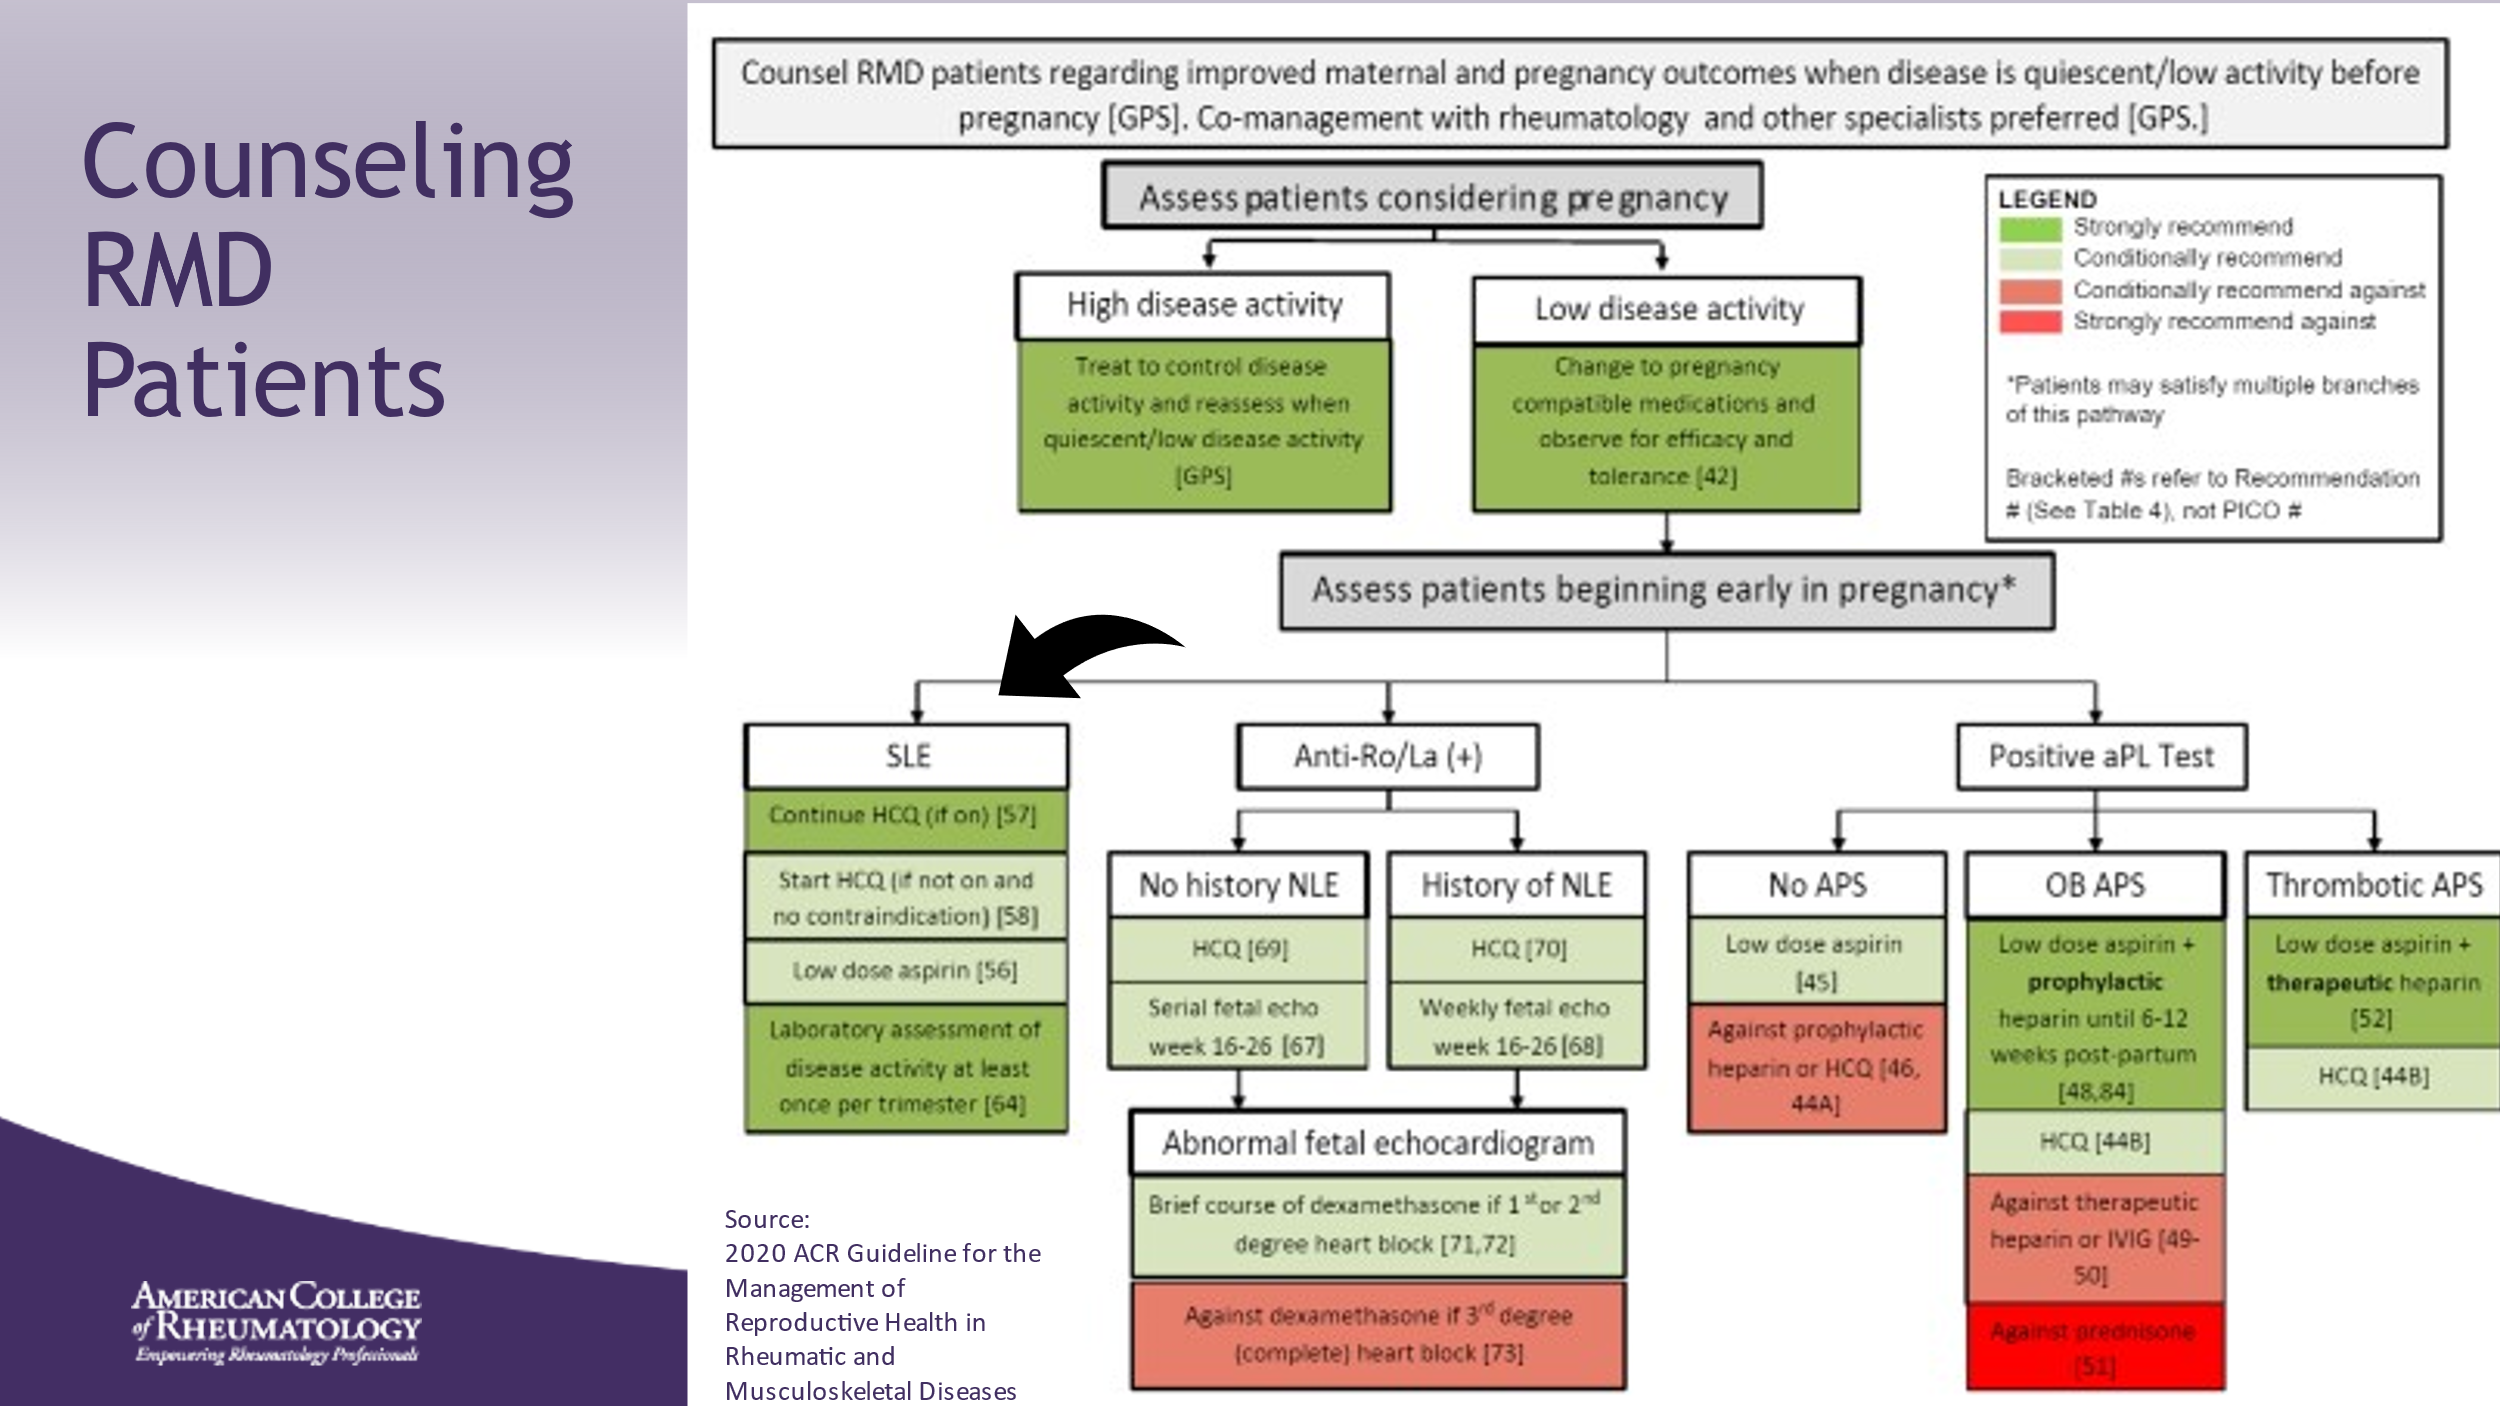 Counseling
RMD
Patients
Counsel RMD patients regarding improved maternal and pregnancy outcomes when disease is quiescent/low activity before
pregnancy [GPS]. Co-management with rheumatology and other specialists preferred [GPS.]
Assess patients considering pregnancy
LEGEND
Strongly recommend
Conditionally recommend
Conditionally recommend against
Strongly recommend against
*Patients may satisfy multiple branches
of this pathway
Bracketed #s refer to Recommendation
# (See Table 4), not PICO #
High disease activity
Treat to control disease
activity and reassess when
quiescent/low disease activity
[GPS]
Low disease activity
Change to pregnancy
compatible medications and
observe for efficacy and
tolerance [42]
Assess patients beginning early in pregnancy*
SLE
Continue HCQ (if on) [57]
Start HCQ (if not on and
no contraindication) [58]
Low dose aspirin [56]
Laboratory assessment of
disease activity at least
once per trimester [64]
Anti-Ro/La (+)
No history NLE
HCQ [69]
Serial fetal echo
week 16-26 [67]
History of NLE
HCQ [70]
Weekly fetal echo
week 16-26 [68]
Abnormal fetal echocardiogram
Brief course of dexamethasone if 1st or 2nd
degree heart block [71,72]
Against dexamethasone if 3rd degree
(complete) heart block [73]
Positive aPL Test
No APS
Low dose aspirin
[45]
Against prophylactic
heparin or HCQ [46,
44A]
OB APS
Low dose aspirin +
prophylactic
heparin until 6-12
weeks post-partum
[48,84]
HCQ [44B]
Against therapeutic
heparin or IVIG [49-
50]
Against prednisone
[51]
Thrombotic APS
Low dose aspirin +
therapeutic heparin
[52]
HCQ [44B]
Source:
2020 ACR Guideline for the
Management of
Reproductive Health in
Rheumatic and
Musculoskeletal Diseases
AMERICAN COLLEGE
of RHEUMATOLOGY
Empowering Rheumatology Professionals